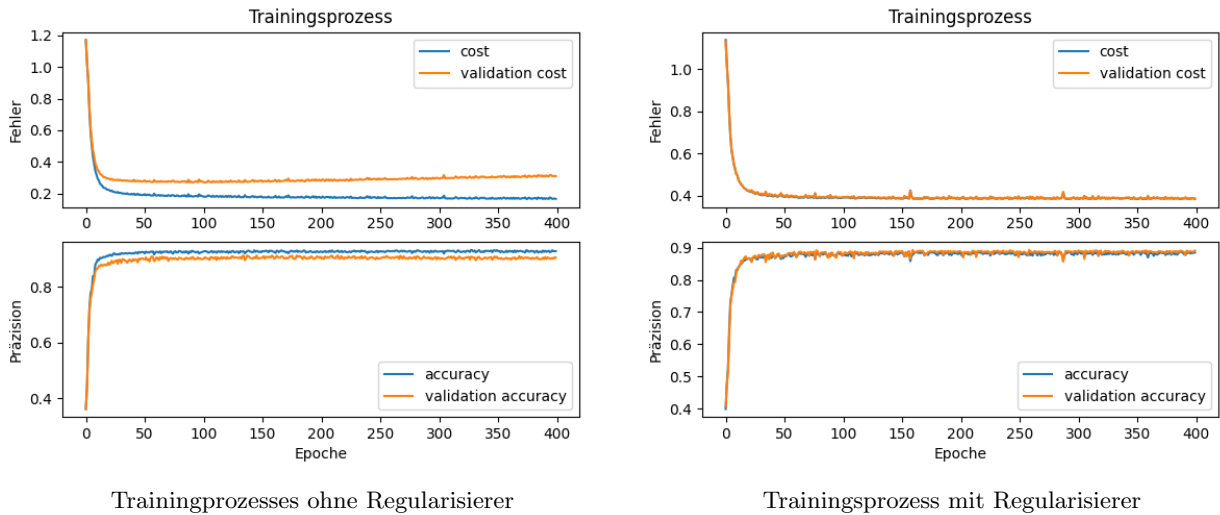 Trainingsprozess
1.2
1.0
0.8
0.6
0.4
0.2
Fehler
cost
validation cost
0 50 100 150 200 250 300 350 400
0.8
0.6
0.4
Präzision
accuracy
validation accuracy
0 50 100 150 200 250 300 350 400
Epoche
Trainingprozesses ohne Regularisierer
Trainingsprozess
1.0
0.8
0.6
0.4
Fehler
cost
validation cost
0 50 100 150 200 250 300 350 400
0.9
0.8
0.7
0.6
0.5
0.4
Präzision
accuracy
validation accuracy
0 50 100 150 200 250 300 350 400
Epoche
Trainingsprozess mit Regularisierer